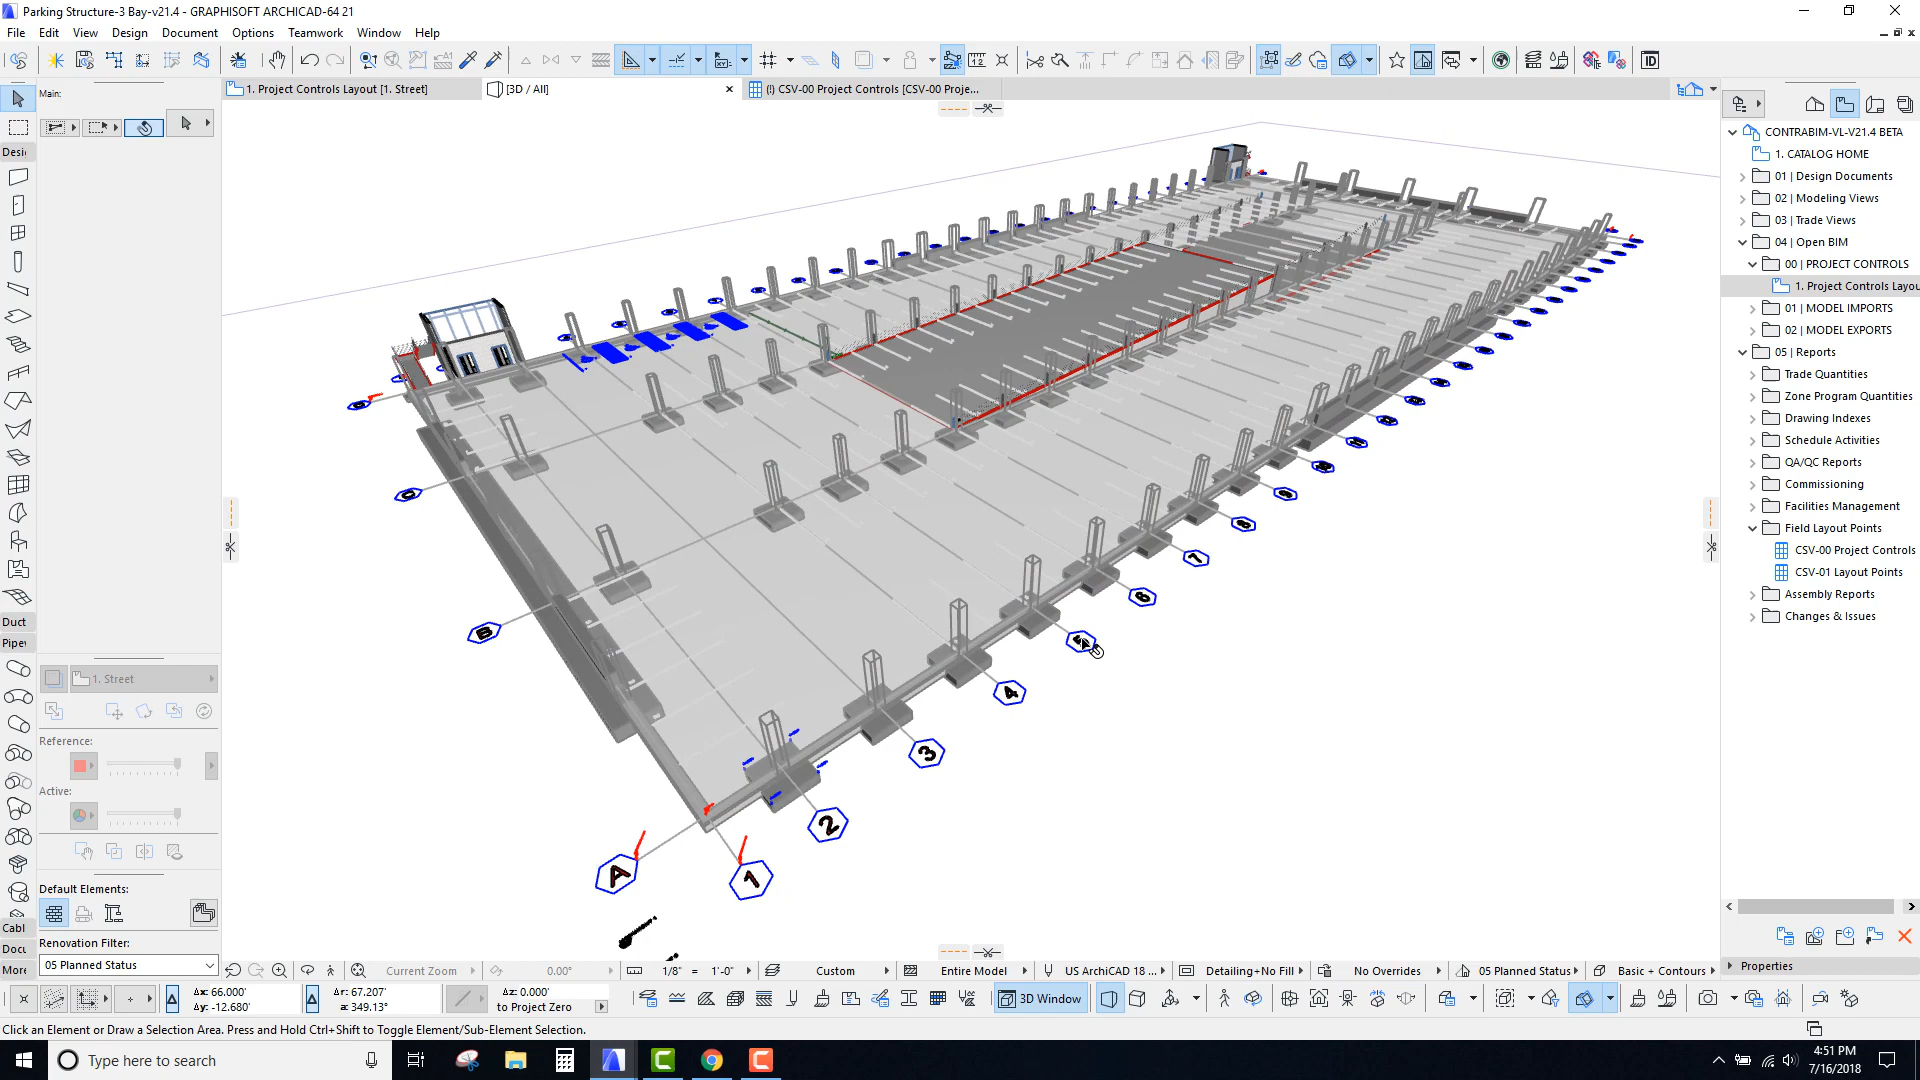 Parking Structure-3 Bay-v21.4 - GRAPHISOFT ARCHICAD-64 21
File Edit View Design Document Options Teamwork Window Help
1. Project Controls Layout [1. Street]
[3D / All]
(!) CSV-00 Project Controls [CSV-00 Proje...
Main:
Desi
Duct
Pipe
Cabl
Docu
More
1. Street
Reference:
Active:
Default Elements:
Renovation Filter:
05 Planned Status
B
A
1
2
3
4
5
6
7
8
9
CONTRABIM-VL-V21.4 BETA
1. CATALOG HOME
01 | Design Documents
02 | Modeling Views
03 | Trade Views
04 | Open BIM
00 | PROJECT CONTROLS
1. Project Controls Layou
01 | MODEL IMPORTS
02 | MODEL EXPORTS
05 | Reports
Trade Quantities
Zone Program Quantities
Drawing Indexes
Schedule Activities
QA/QC Reports
Commissioning
Facilities Management
Field Layout Points
CSV-00 Project Controls
CSV-01 Layout Points
Assembly Reports
Changes & Issues
Properties
Current Zoom
0.00°
1/8" = 1'-0"
Custom
Entire Model
US ArchiCAD 18 ...
Detailing+No Fill
No Overrides
05 Planned Status
Basic + Contours
Δx: 66.000'
Δy: -12.680'
Δr: 67.207'
a: 349.13°
Δz: 0.000'
to Project Zero
3D Window
Click an Element or Draw a Selection Area. Press and Hold Ctrl+Shift to Toggle Element/Sub-Element Selection.
Type here to search
4:51 PM
7/16/2018